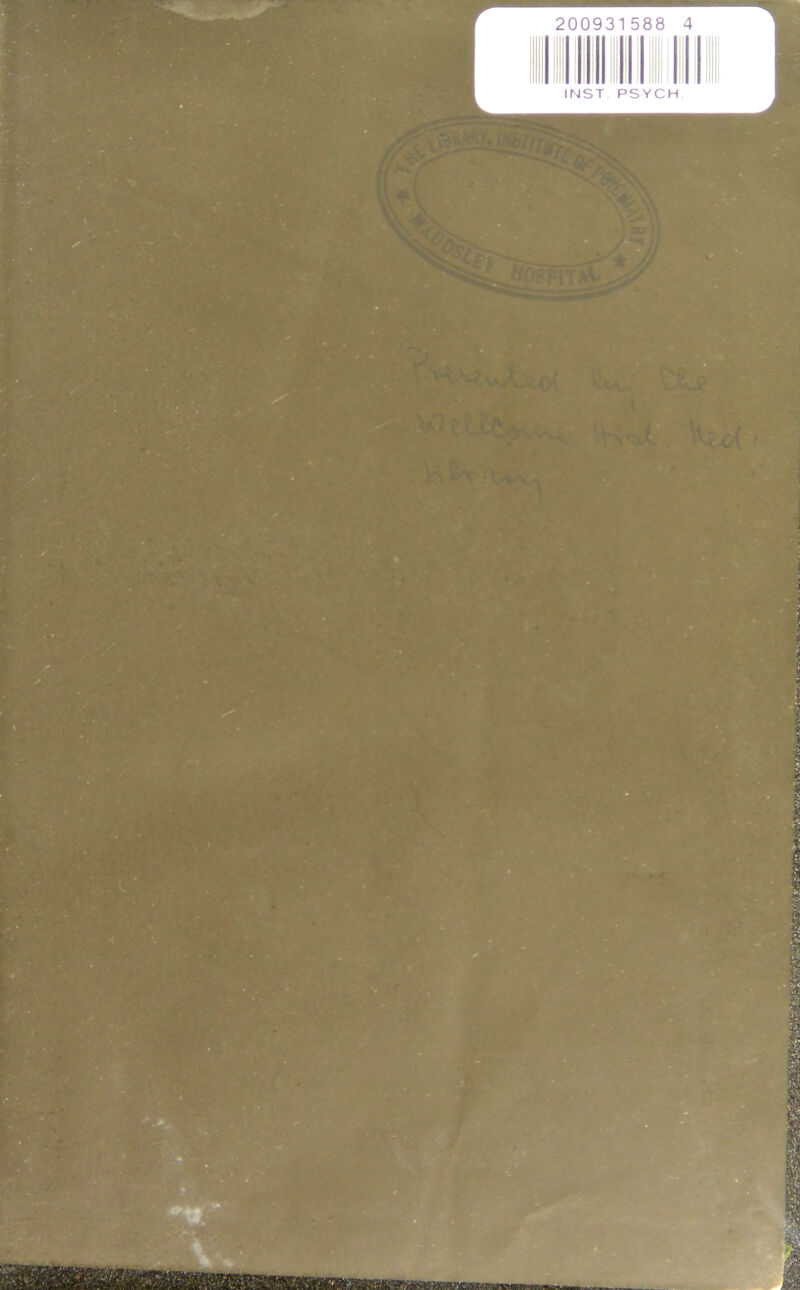 200931588 4
INST. PSYCH.
THE LIBRARY, INSTITUTE OF PSYCHIATRY
★ MAUDSLEY HOSPITAL ★
Presented by the
Wellcome Hist. Med.
Library